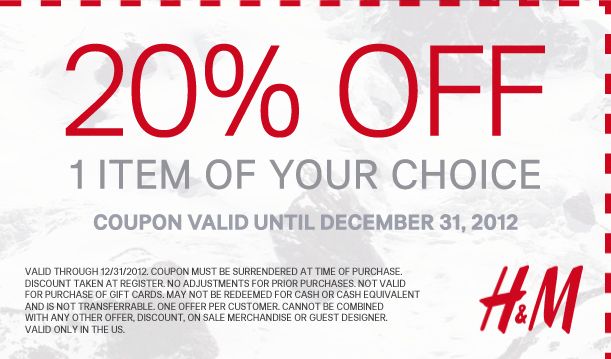 20% OFF
1 ITEM OF YOUR CHOICE
COUPON VALID UNTIL DECEMBER 31, 2012
VALID THROUGH 12/31/2012. COUPON MUST BE SURRENDERED AT TIME OF PURCHASE.
DISCOUNT TAKEN AT REGISTER. NO ADJUSTMENTS FOR PRIOR PURCHASES. NOT VALID
FOR PURCHASE OF GIFT CARDS. MAY NOT BE REDEEMED FOR CASH OR CASH EQUIVALENT
AND IS NOT TRANSFERRABLE. ONE OFFER PER CUSTOMER. CANNOT BE COMBINED
WITH ANY OTHER OFFER, DISCOUNT, ON SALE MERCHANDISE OR GUEST DESIGNER.
VALID ONLY IN THE US.
H&M